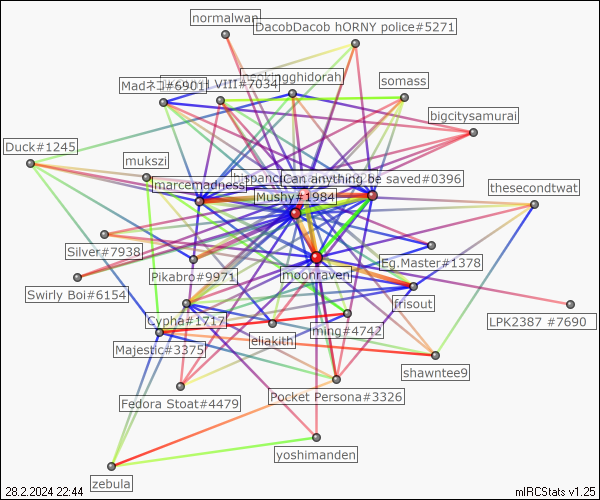 normalwan
DacobDacob hORNY police#5271
Madネコ#6901
VIII#7034
somass
bigcitysamurai
Duck#1245
mukszi
marcemadness
Can anything be saved#0396
Mushy#1984
thesecondtwat
Silver#7938
Pikabro#9971
moonraven
Eg.Master#1378
Swirly Boi#6154
frisout
LPK2387 #7690
Cypha#1717
ming#4742
Majestic#3375
eliakith
shawntee9
Fedora Stoat#4479
Pocket Persona#3326
yoshimanden
zebula
28.2.2024 22:44
mIRCStats v1.25